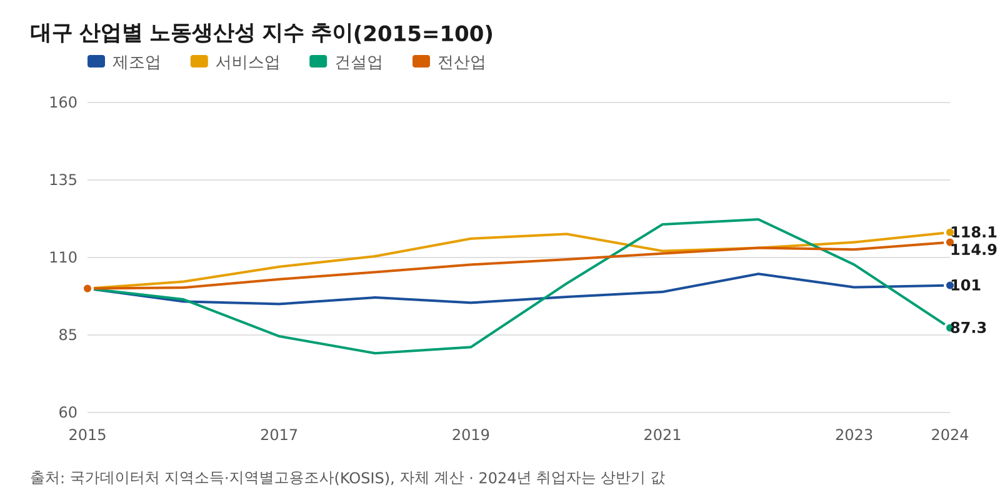 대구 산업별 노동생산성 지수 추이(2015=100)
제조업 서비스업 건설업 전산업
160
135
110
85
60
118.1
114.9
101
87.3
2015 2017 2019 2021 2023 2024
출처: 국가데이터처 지역소득·지역별고용조사(KOSIS), 자체 계산 · 2024년 취업자는 상반기 값